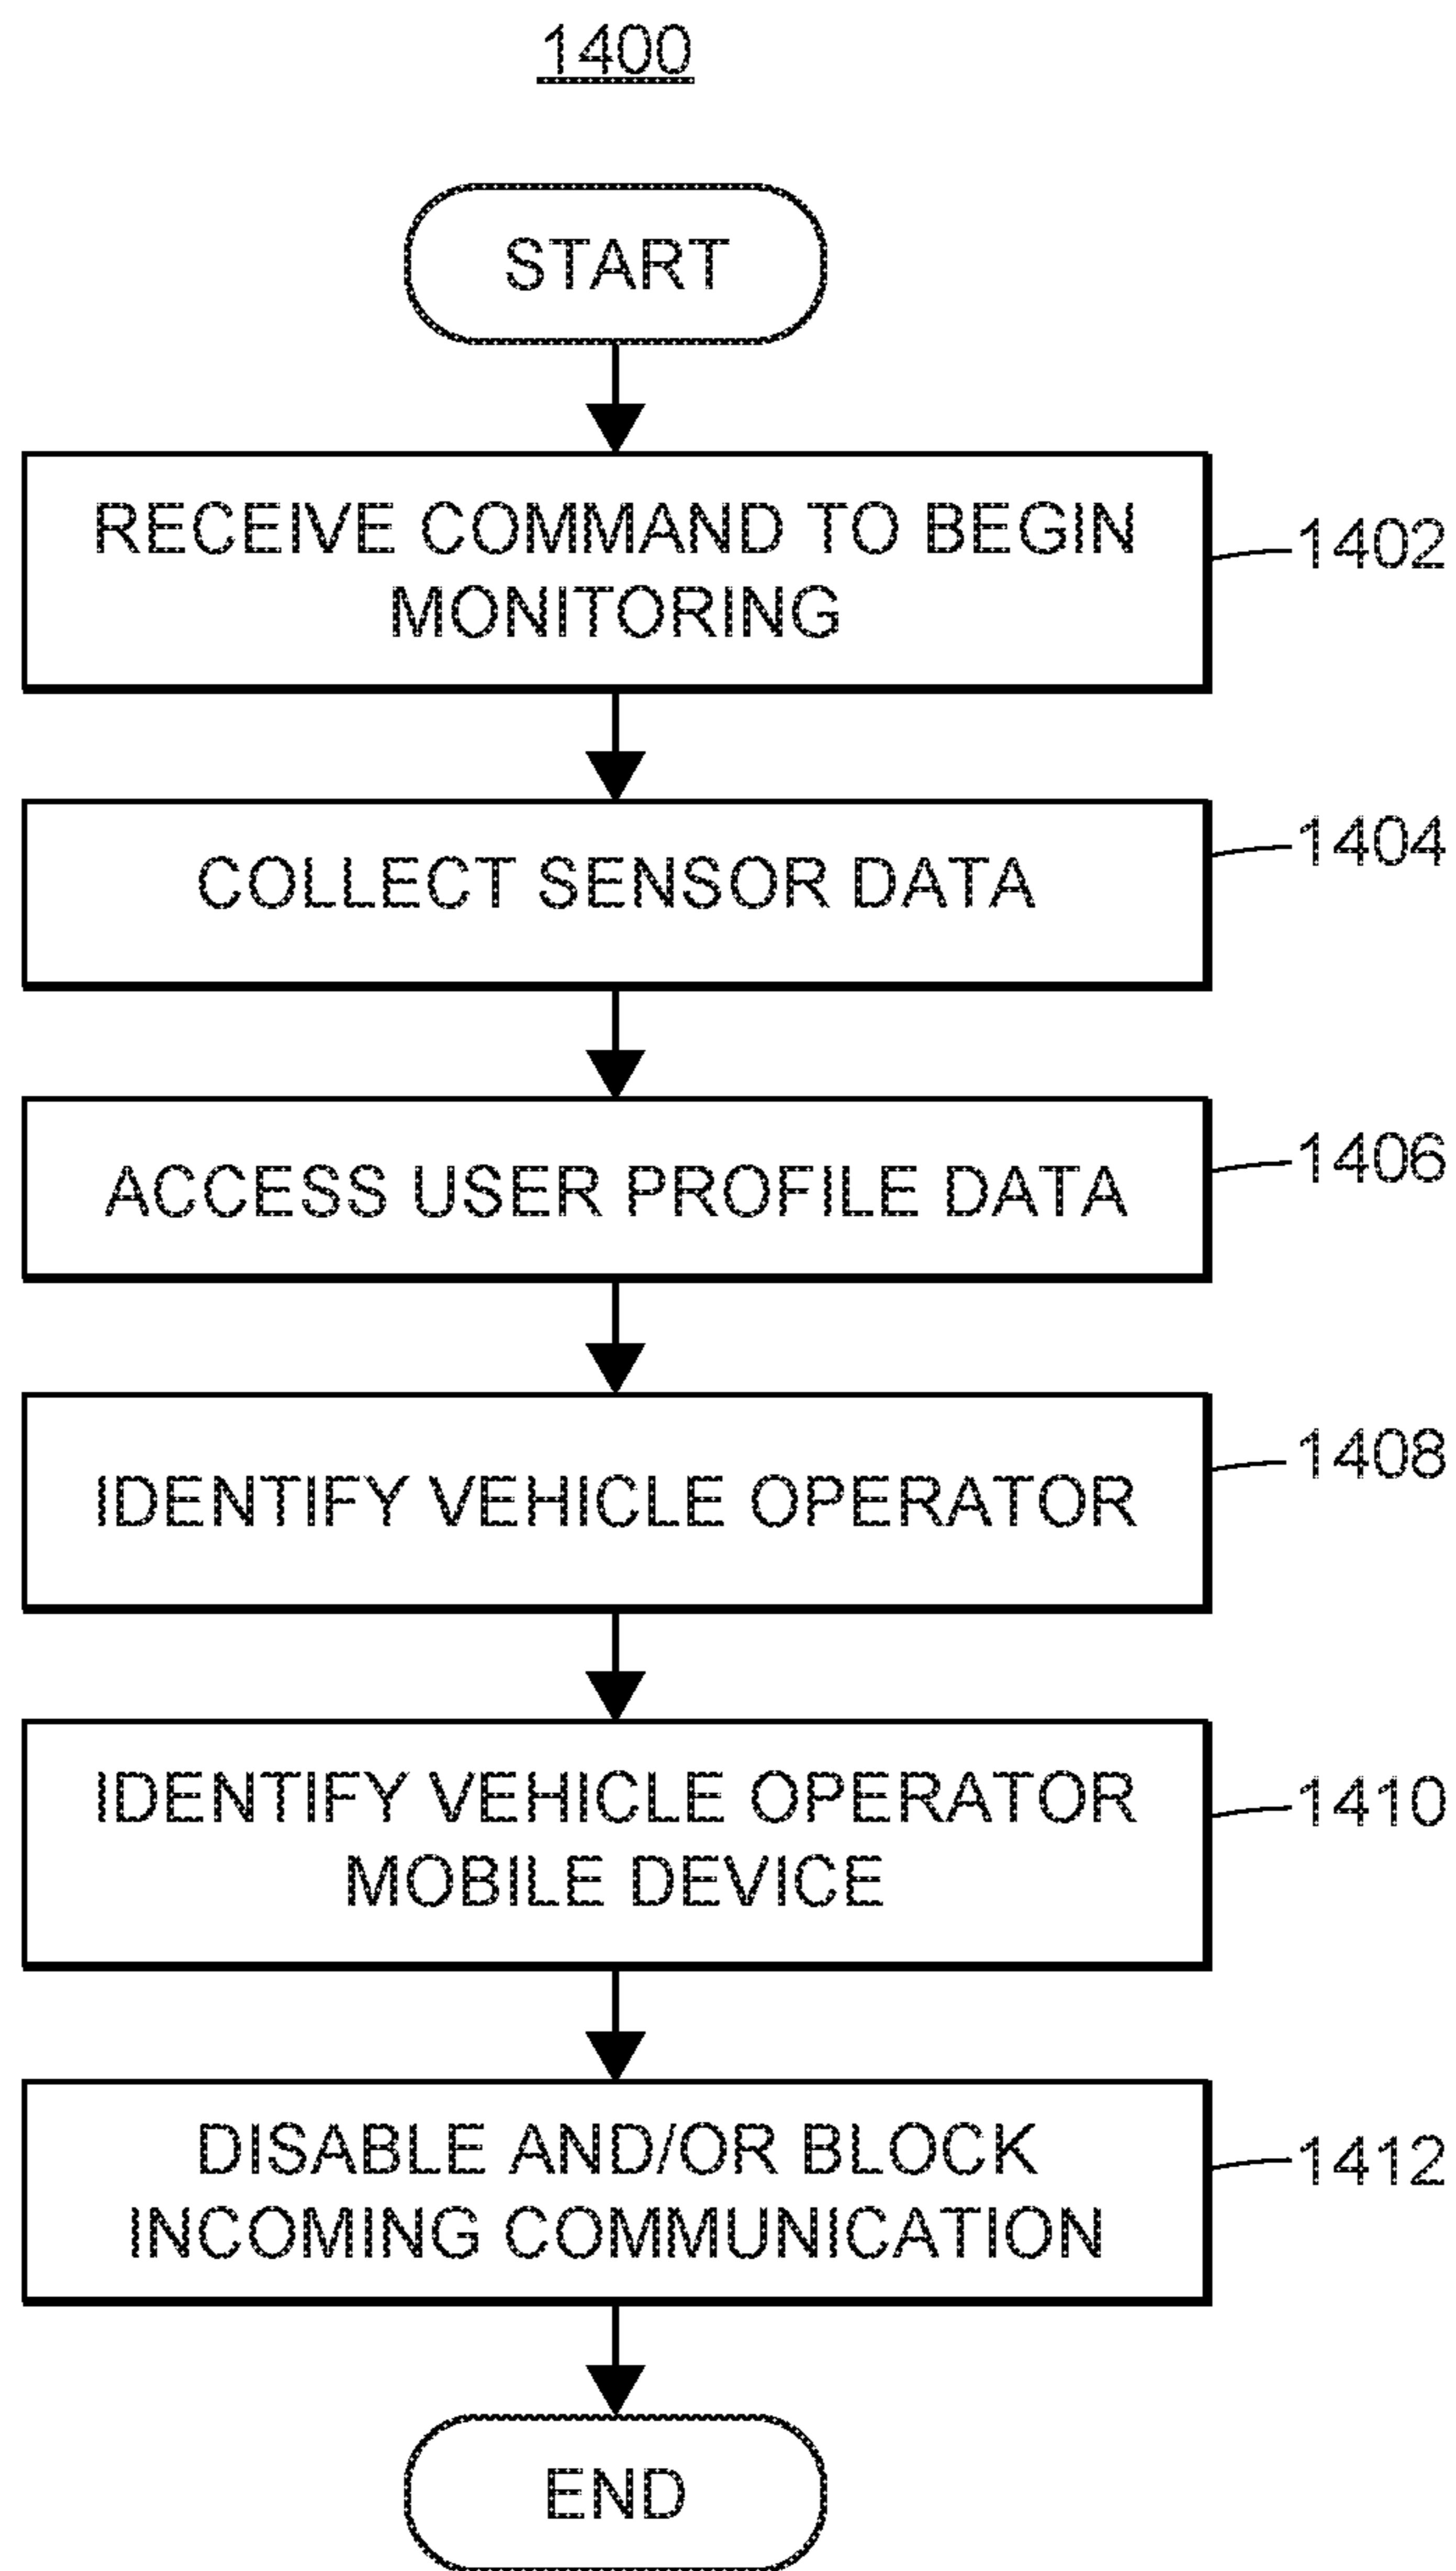 1400
START
RECEIVE COMMAND TO BEGIN
MONITORING
1402
COLLECT SENSOR DATA
1404
ACCESS USER PROFILE DATA
1406
IDENTIFY VEHICLE OPERATOR
1408
IDENTIFY VEHICLE OPERATOR
MOBILE DEVICE
1410
DISABLE AND/OR BLOCK
INCOMING COMMUNICATION
1412
END